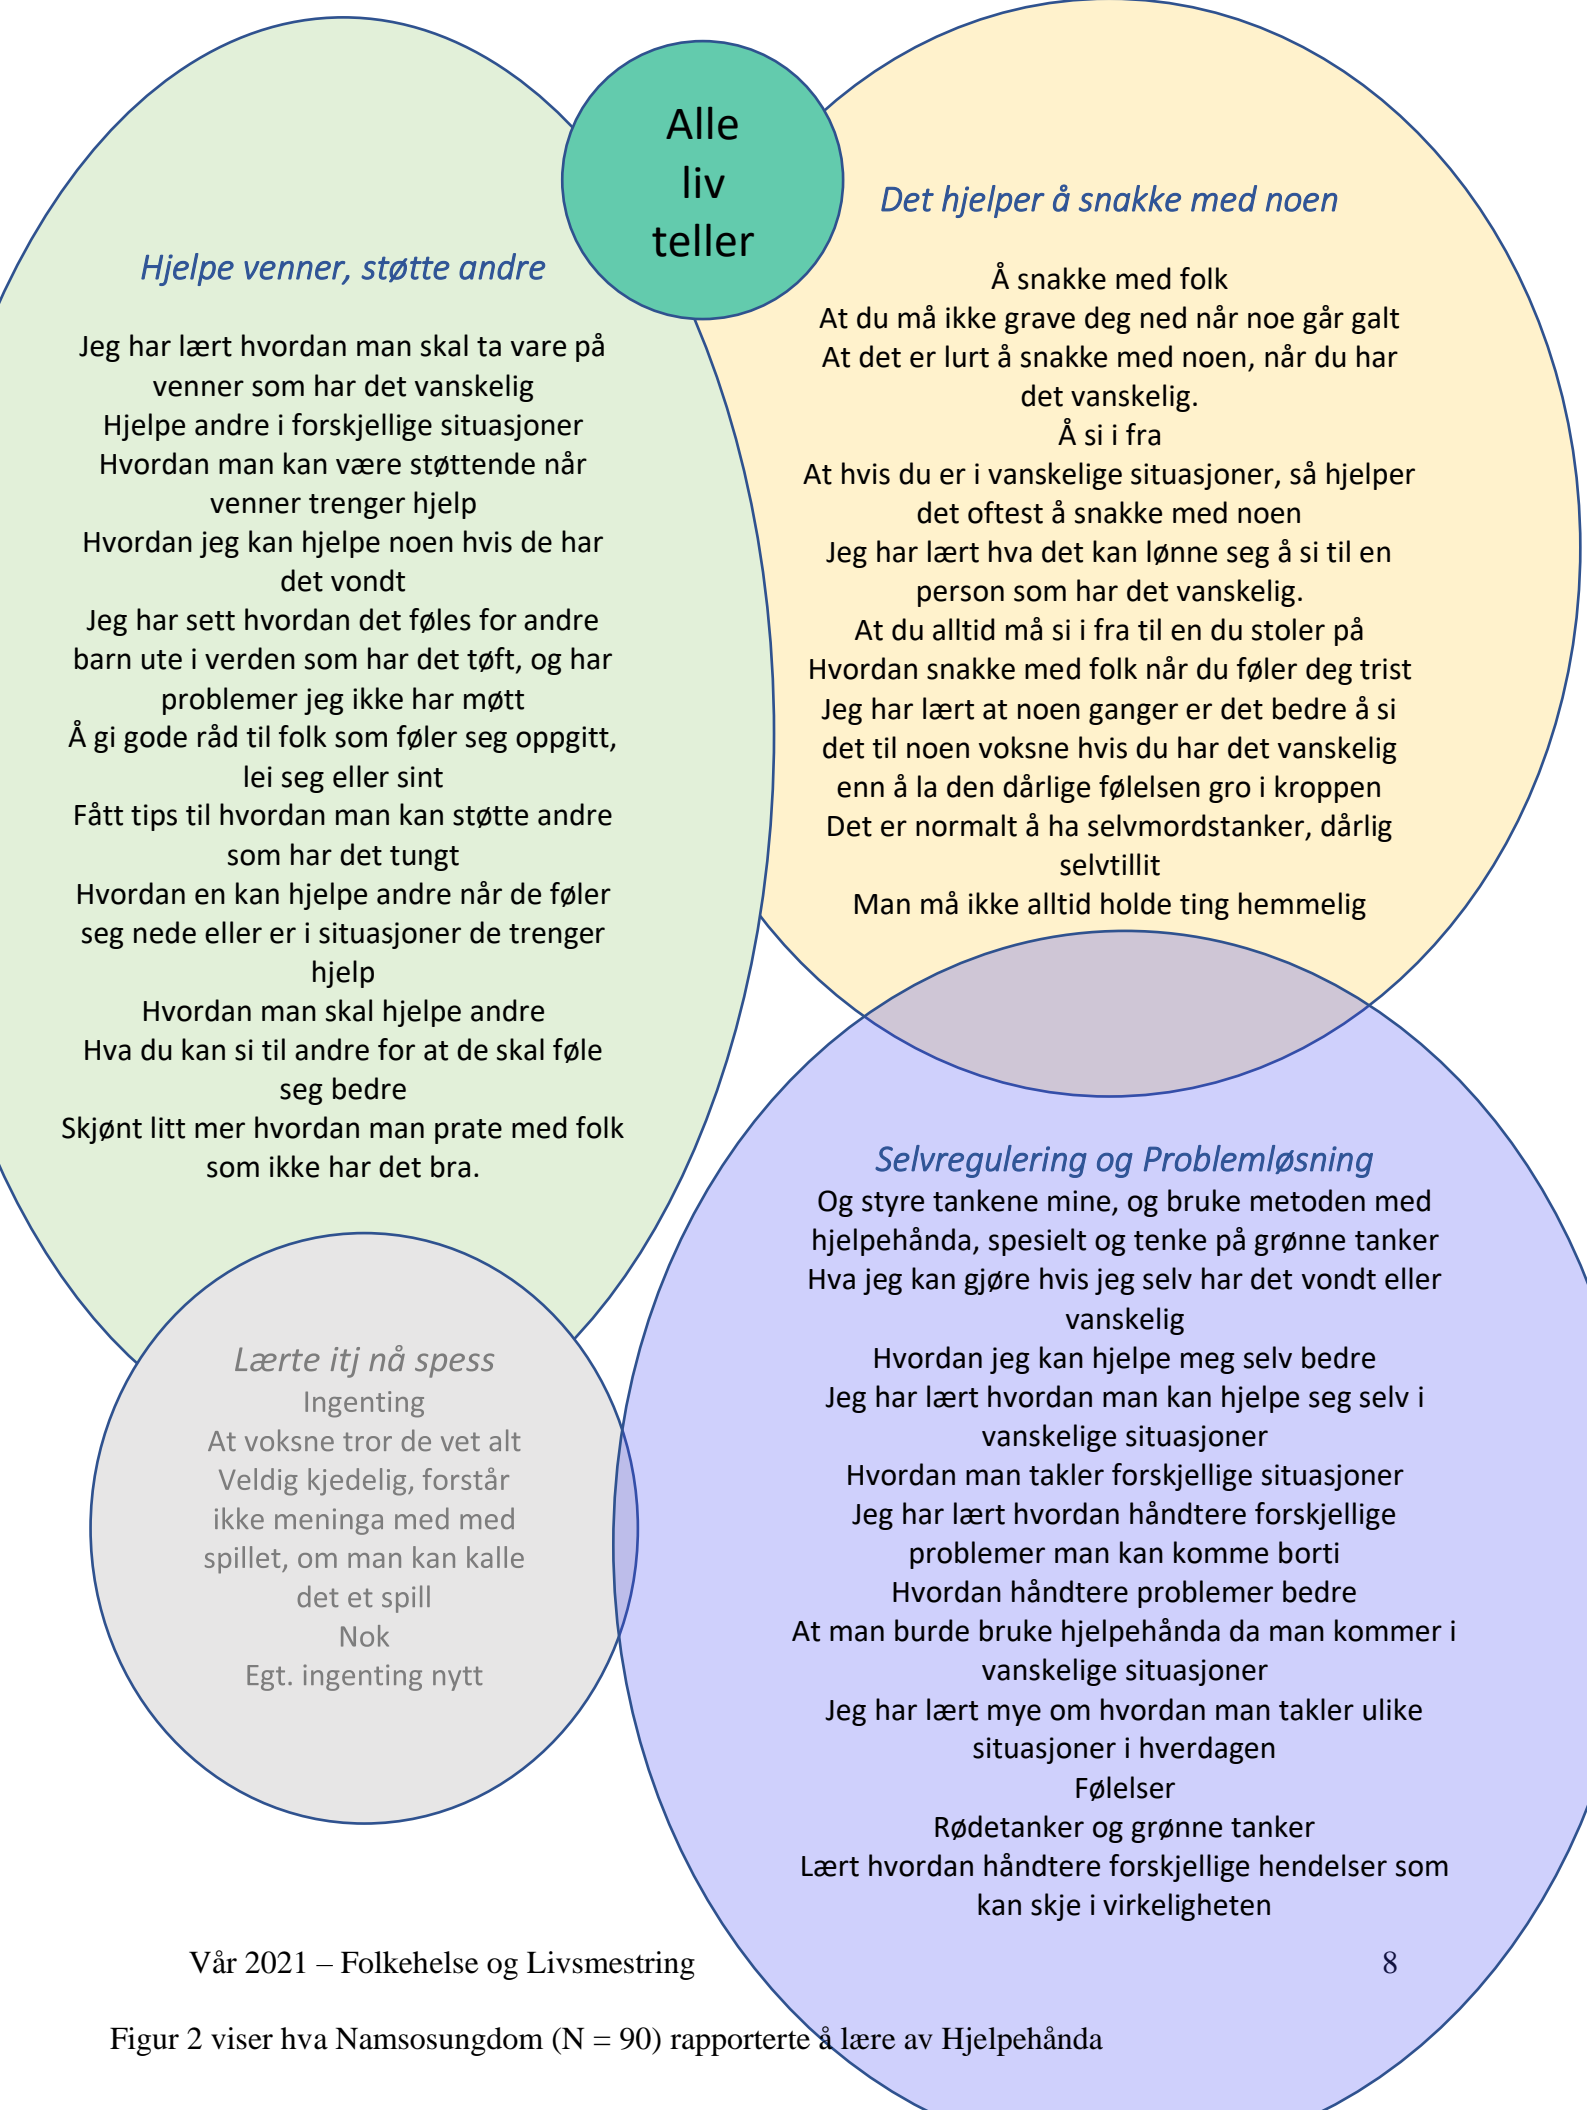 Alle
liv
teller
Hjelpe venner, støtte andre
Jeg har lært hvordan man skal ta vare på
venner som har det vanskelig
Hjelpe andre i forskjellige situasjoner
Hvordan man kan være støttende når
venner trenger hjelp
Hvordan jeg kan hjelpe noen hvis de har
det vondt
Jeg har sett hvordan det føles for andre
barn ute i verden som har det tøft, og har
problemer jeg ikke har møtt
Å gi gode råd til folk som føler seg oppgitt,
lei seg eller sint
Fått tips til hvordan man kan støtte andre
som har det tungt
Hvordan en kan hjelpe andre når de føler
seg nede eller er i situasjoner de trenger
hjelp
Hvordan man skal hjelpe andre
Hva du kan si til andre for at de skal føle
seg bedre
Skjønt litt mer hvordan man prate med folk
som ikke har det bra.
Det hjelper å snakke med noen
Å snakke med folk
At du må ikke grave deg ned når noe går galt
At det er lurt å snakke med noen, når du har
det vanskelig.
Å si i fra
At hvis du er i vanskelige situasjoner, så hjelper
det oftest å snakke med noen
Jeg har lært hva det kan lønne seg å si til en
person som har det vanskelig.
At du alltid må si i fra til en du stoler på
Hvordan snakke med folk når du føler deg trist
Jeg har lært at noen ganger er det bedre å si
det til noen voksne hvis du har det vanskelig
enn å la den dårlige følelsen gro i kroppen
Det er normalt å ha selvmordstanker, dårlig
selvtillit
Man må ikke alltid holde ting hemmelig
Lærte itj nå spess
Ingenting
At voksne tror de vet alt
Veldig kjedelig, forstår
ikke meninga med med
spillet, om man kan kalle
det et spill
Nok
Egt. ingenting nytt
Selvregulering og Problemløsning
Og styre tankene mine, og bruke metoden med
hjelpehånda, spesielt og tenke på grønne tanker
Hva jeg kan gjøre hvis jeg selv har det vondt eller
vanskelig
Hvordan jeg kan hjelpe meg selv bedre
Jeg har lært hvordan man kan hjelpe seg selv i
vanskelige situasjoner
Hvordan man takler forskjellige situasjoner
Jeg har lært hvordan håndtere forskjellige
problemer man kan komme borti
Hvordan håndtere problemer bedre
At man burde bruke hjelpehånda da man kommer i
vanskelige situasjoner
Jeg har lært mye om hvordan man takler ulike
situasjoner i hverdagen
Følelser
Rødetanker og grønne tanker
Lært hvordan håndtere forskjellige hendelser som
kan skje i virkeligheten
Vår 2021 – Folkehelse og Livsmestring 8
Figur 2 viser hva Namsosungdom (N = 90) rapporterte å lære av Hjelpehånda